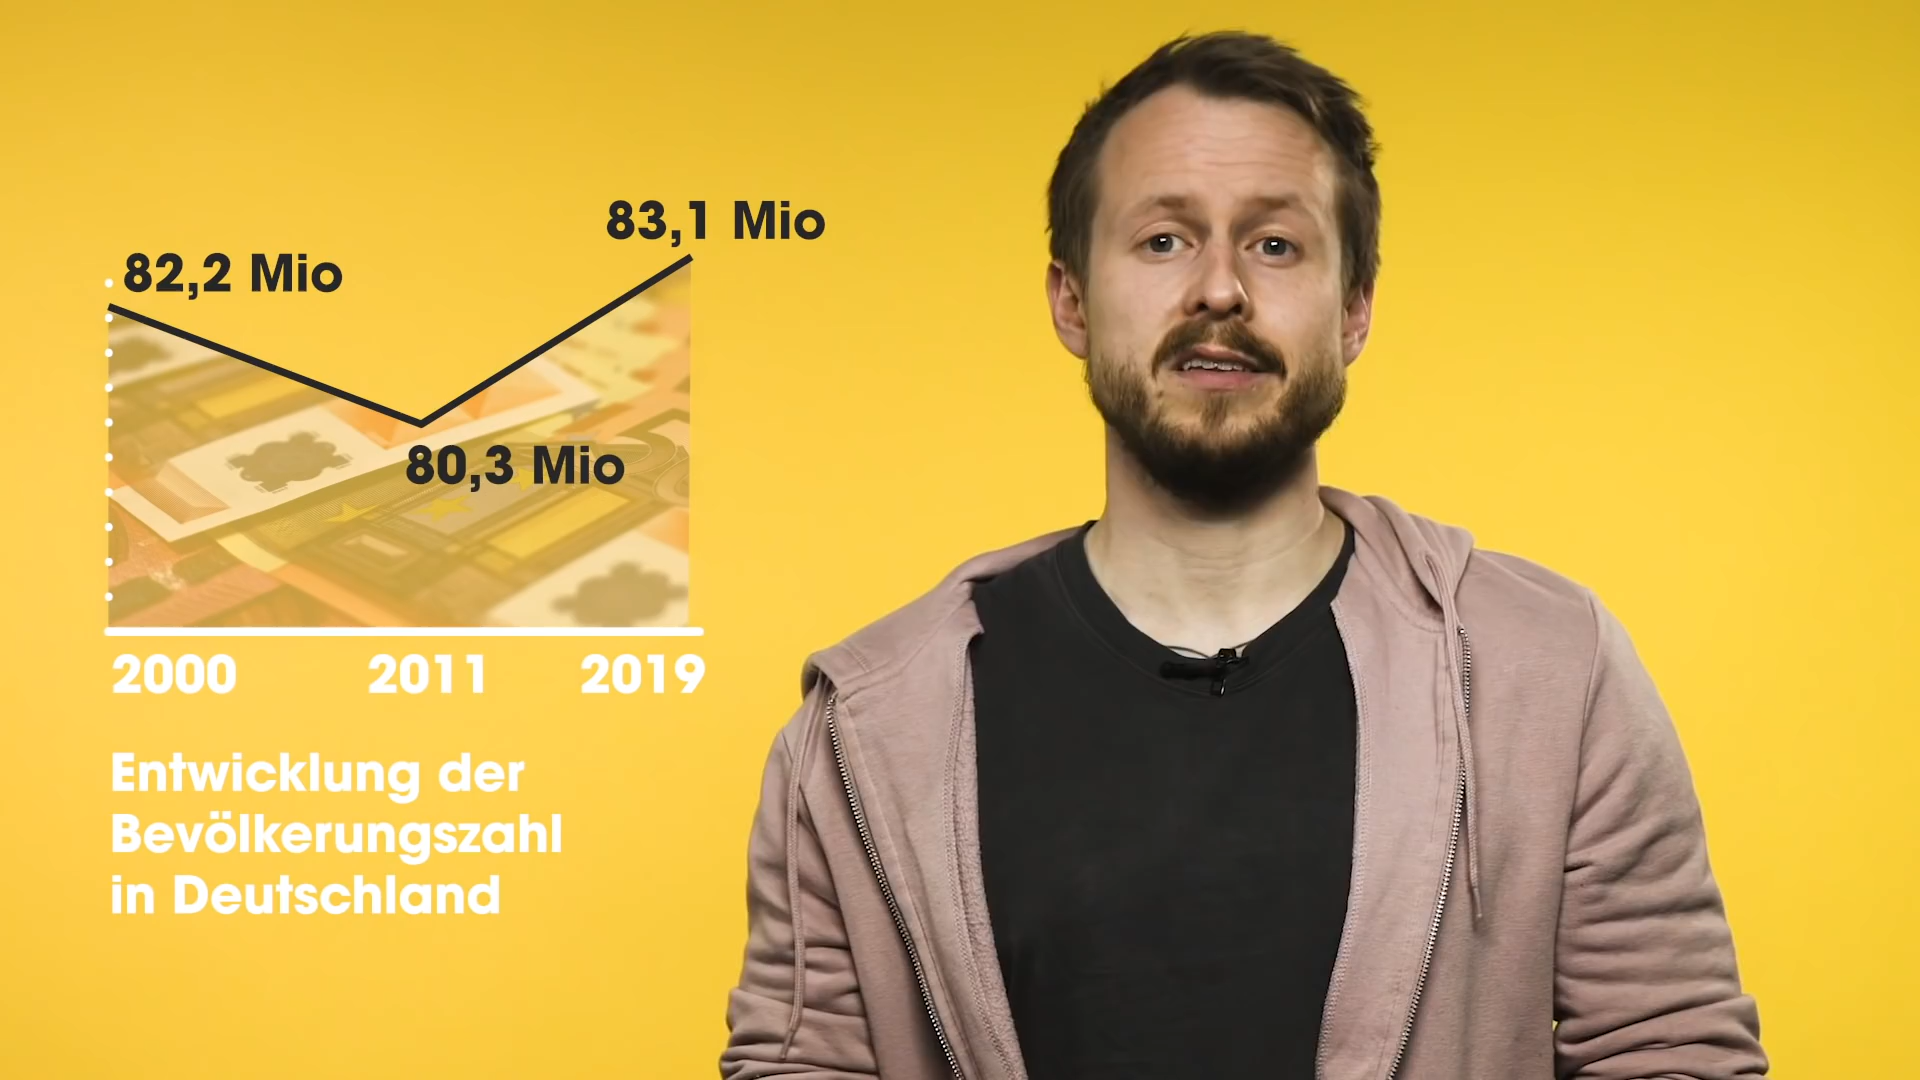 83,1 Mio
82,2 Mio
80,3 Mio
2000 2011 2019
Entwicklung der
Bevölkerungszahl
in Deutschland